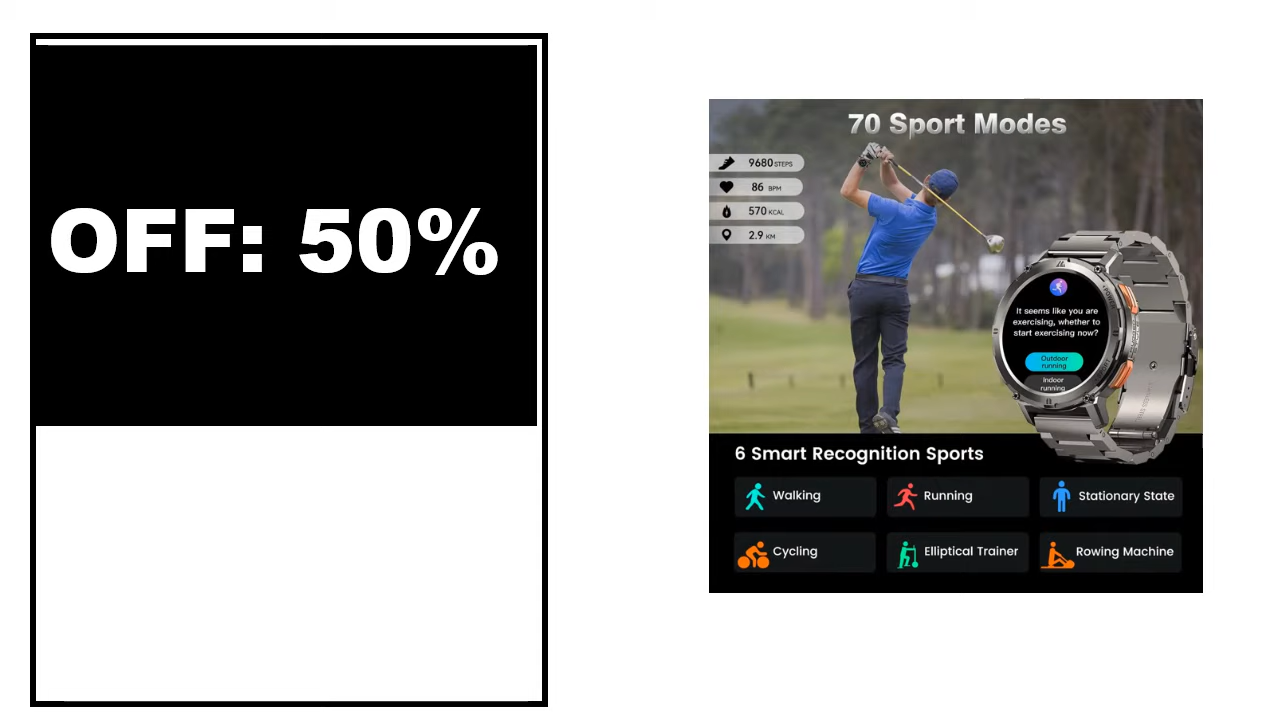 OFF: 50%
70 Sport Modes
9680 STEPS
86 BPM
570 KCAL
2.9 KM
It seems like you are
exercising, whether to
start exercising now?
Outdoor
running
Indoor
running
6 Smart Recognition Sports
Walking
Running
Stationary State
Cycling
Elliptical Trainer
Rowing Machine